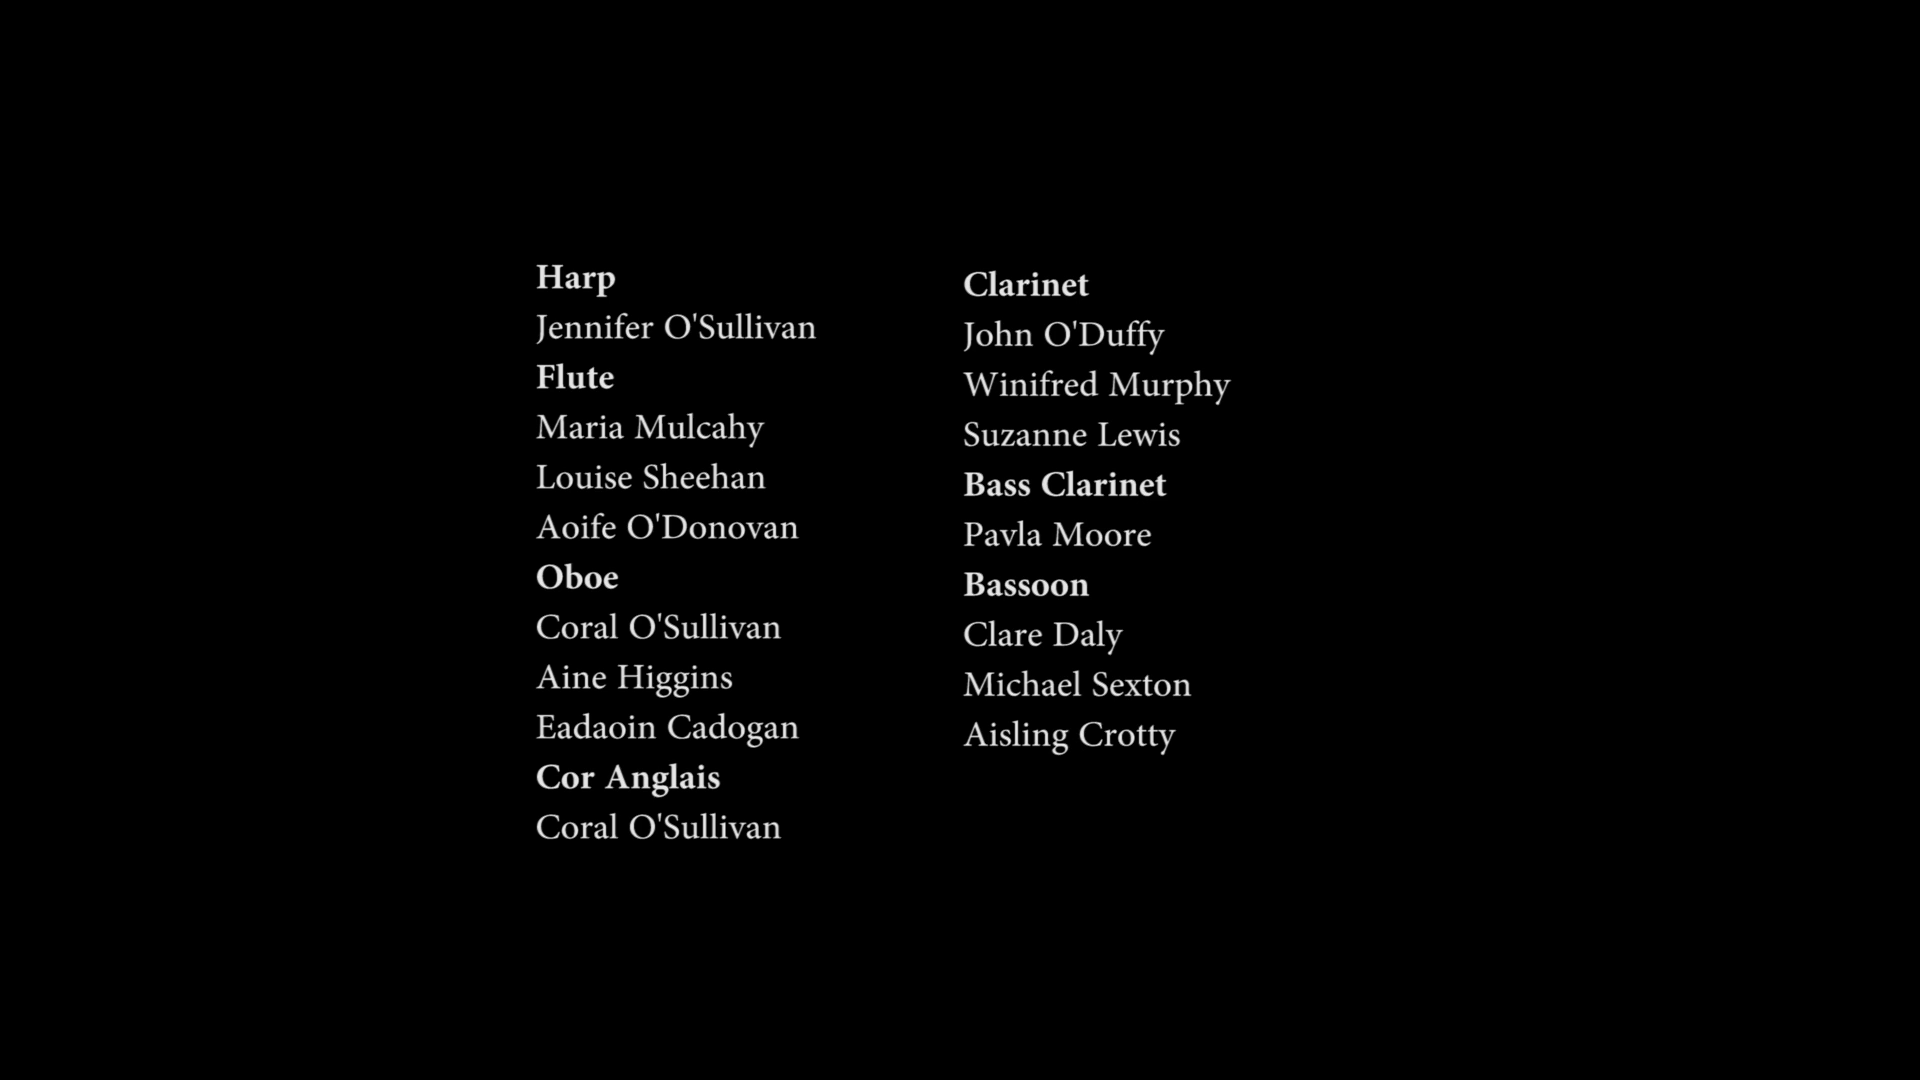 Harp
Jennifer O'Sullivan
Flute
Maria Mulcahy
Louise Sheehan
Aoife O'Donovan
Oboe
Coral O'Sullivan
Aine Higgins
Eadaoin Cadogan
Cor Anglais
Coral O'Sullivan
Clarinet
John O'Duffy
Winifred Murphy
Suzanne Lewis
Bass Clarinet
Pavla Moore
Bassoon
Clare Daly
Michael Sexton
Aisling Crotty